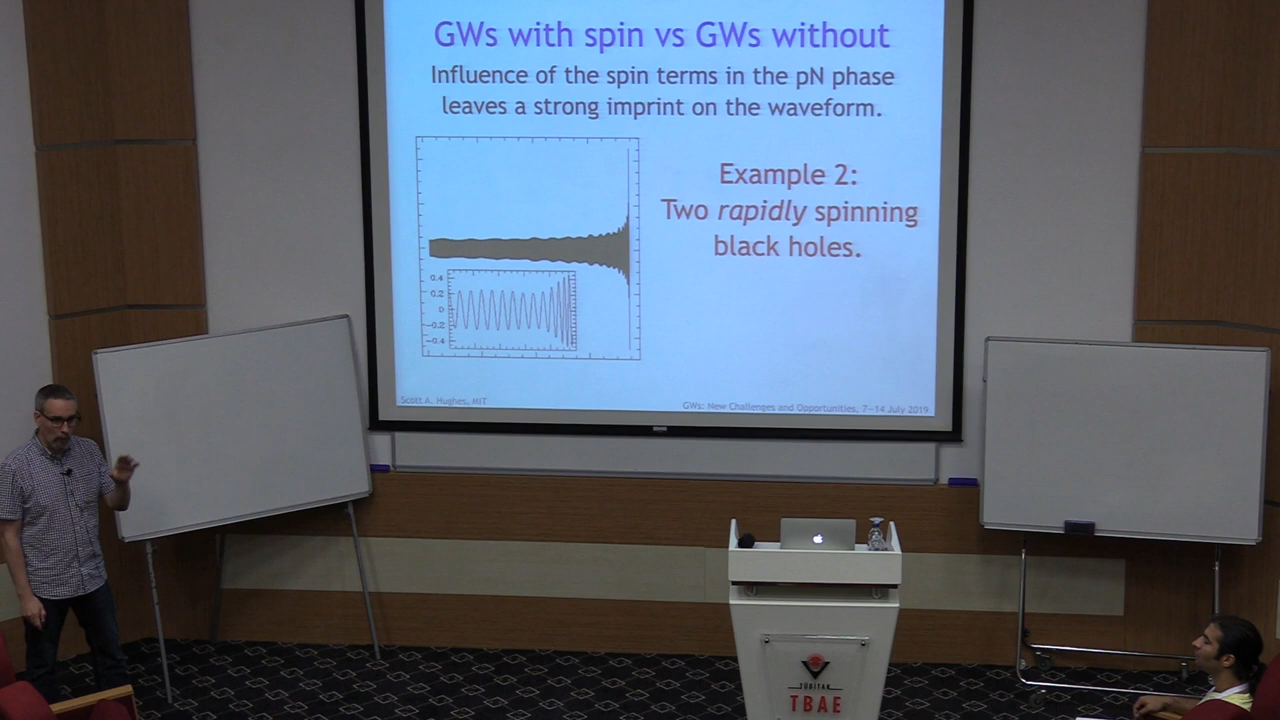 GWs with spin vs GWs without
Influence of the spin terms in the pN phase
leaves a strong imprint on the waveform.
Example 2:
Two rapidly spinning
black holes.
0.4
0.2
0
-0.2
-0.4
Scott A. Hughes, MIT
GWs: New Challenges and Opportunities, 7-14 July 2019
TÜBİTAK
TBAE